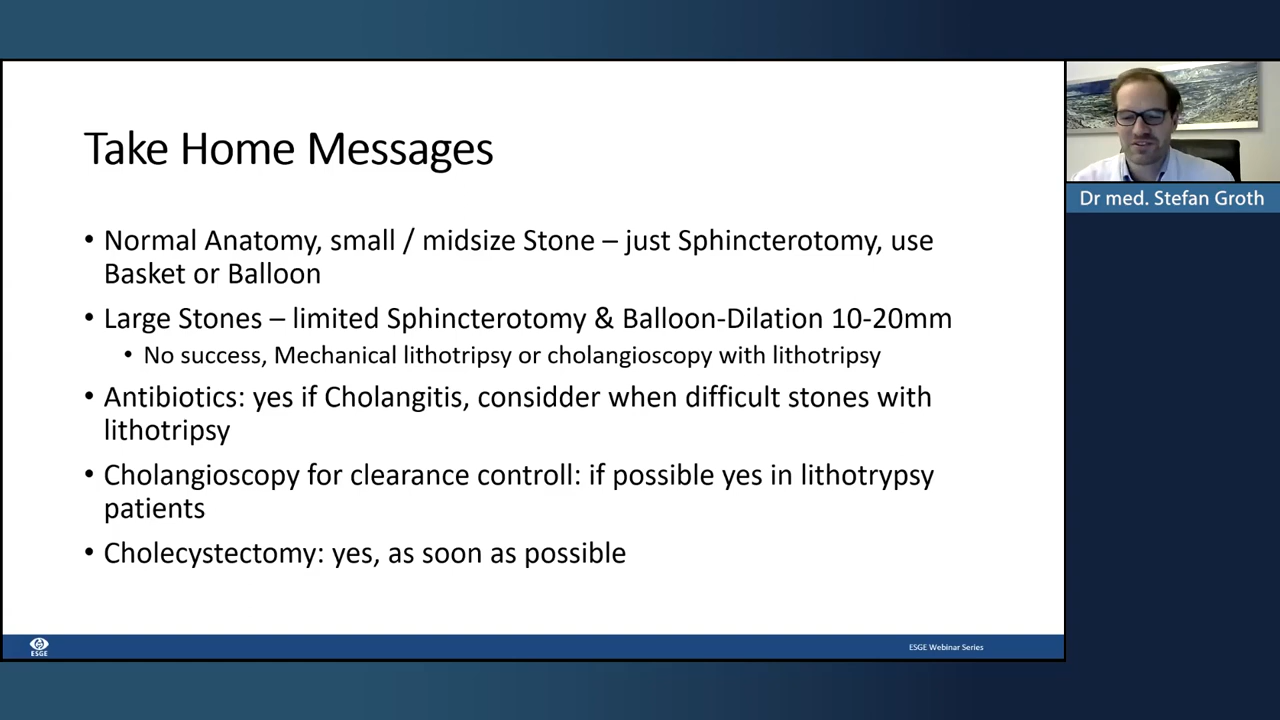 Take Home Messages
• Normal Anatomy, small / midsize Stone – just Sphincterotomy, use
Basket or Balloon
• Large Stones – limited Sphincterotomy & Balloon-Dilation 10-20mm
• No success, Mechanical lithotripsy or cholangioscopy with lithotripsy
• Antibiotics: yes if Cholangitis, considder when difficult stones with
lithotripsy
• Cholangioscopy for clearance controll: if possible yes in lithotrypsy
patients
• Cholecystectomy: yes, as soon as possible
ESGE
ESGE Webinar Series
Dr med. Stefan Groth